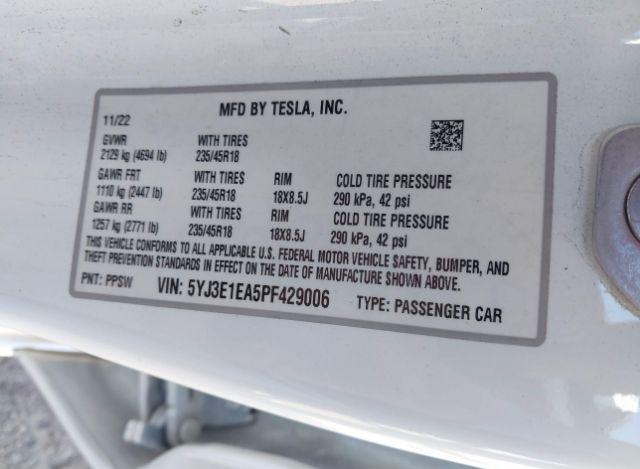 MFD BY TESLA, INC.
11/22
GVWR WITH TIRES
2129 kg (4694 lb) 235/45R18
GAWR FRT WITH TIRES RIM COLD TIRE PRESSURE
1110 kg (2447 lb) 235/45R18 18X8.5J 290 kPa, 42 psi
GAWR RR WITH TIRES RIM COLD TIRE PRESSURE
1257 kg (2771 lb) 235/45R18 18X8.5J 290 kPa, 42 psi
THIS VEHICLE CONFORMS TO ALL APPLICABLE U.S. FEDERAL MOTOR VEHICLE SAFETY, BUMPER, AND
THEFT PREVENTION STANDARDS IN EFFECT ON THE DATE OF MANUFACTURE SHOWN ABOVE.
PNT: PPSW VIN: 5YJ3E1EA5PF429006 TYPE: PASSENGER CAR